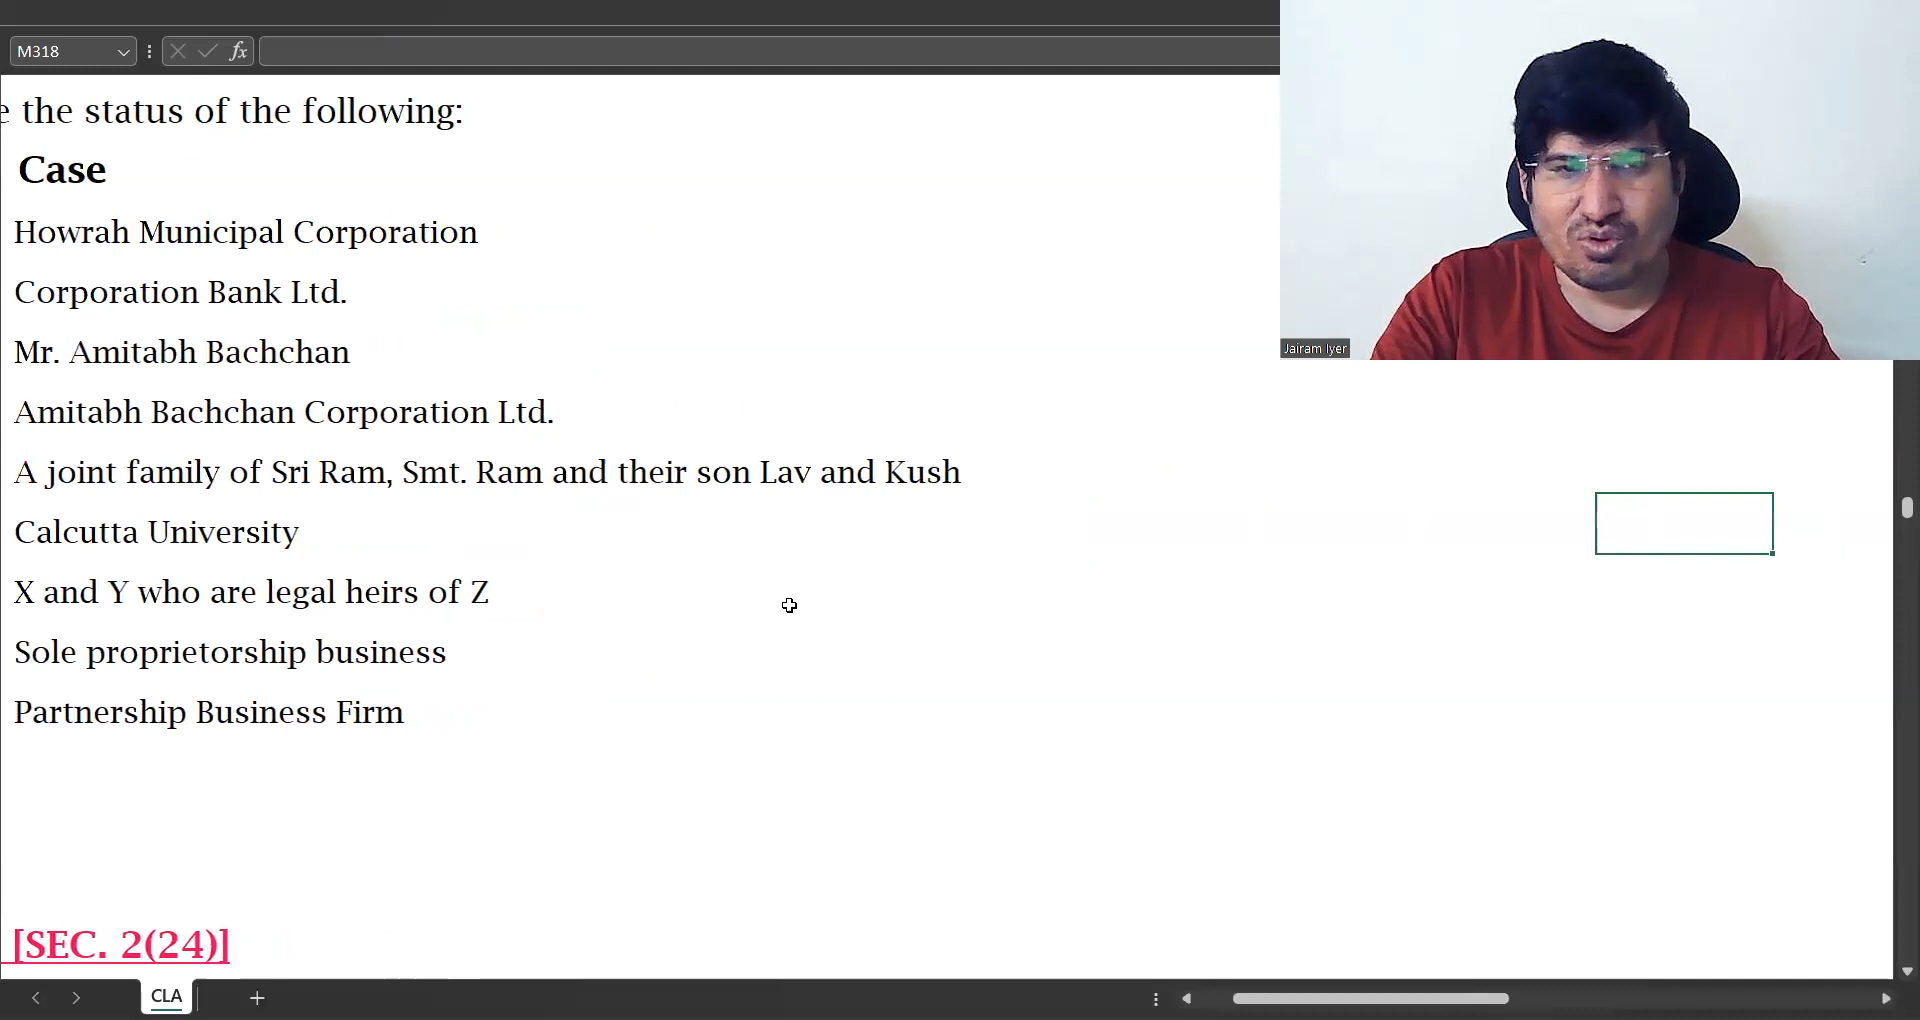 M318
fx
e the status of the following:
Case
Howrah Municipal Corporation
Corporation Bank Ltd.
Mr. Amitabh Bachchan
Amitabh Bachchan Corporation Ltd.
A joint family of Sri Ram, Smt. Ram and their son Lav and Kush
Calcutta University
X and Y who are legal heirs of Z
Sole proprietorship business
Partnership Business Firm
[SEC. 2(24)]
CLA
Jairam Iyer